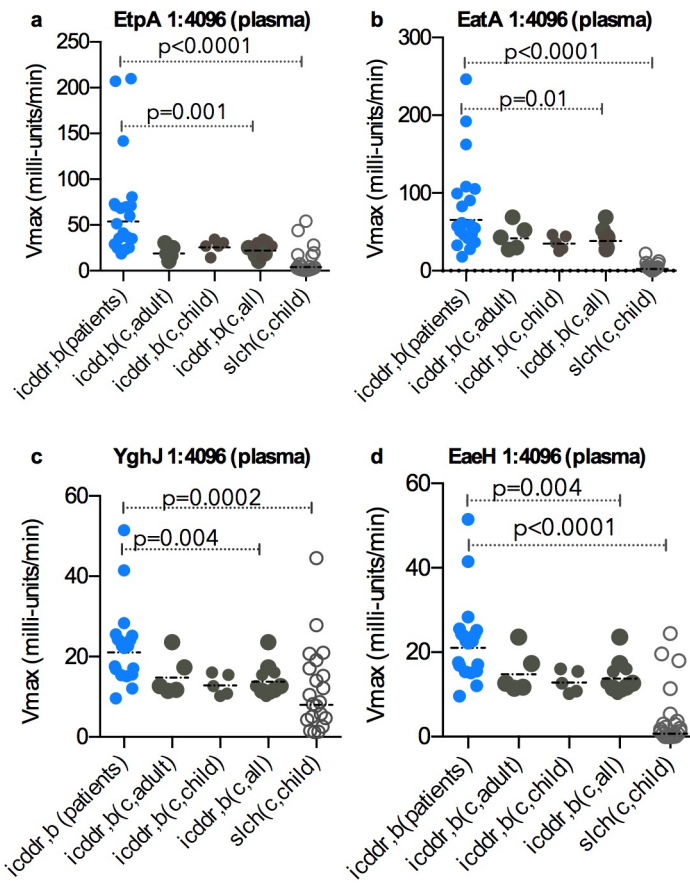 a
EtpA 1:4096 (plasma)
Vmax (milli-units/min)
250
200
150
100
50
0
p<0.0001
p=0.001
icddr,b(patients)
icdd,b(c,adult)
icddr,b(c,child)
icddr,b(c,all)
slch(c,child)
b
EatA 1:4096 (plasma)
Vmax (milli-units/min)
300
200
100
0
p<0.0001
p=0.01
icddr,b(patients)
icddr,b(c,adult)
icddr,b(c,child)
icddr,b(c,all)
slch(c,child)
c
YghJ 1:4096 (plasma)
Vmax (milli-units/min)
60
40
20
0
p=0.0002
p=0.004
icddr,b (patients)
icddr,b(c,adult)
icddr,b(c,child)
icddr,b(c,all)
slch(c,child)
d
EaeH 1:4096 (plasma)
Vmax (milli-units/min)
60
40
20
0
p=0.004
p<0.0001
icddr,b(patients)
icddr,b(c,adult)
icddr,b(c,child)
icddr,b(c,all)
slch(c,child)